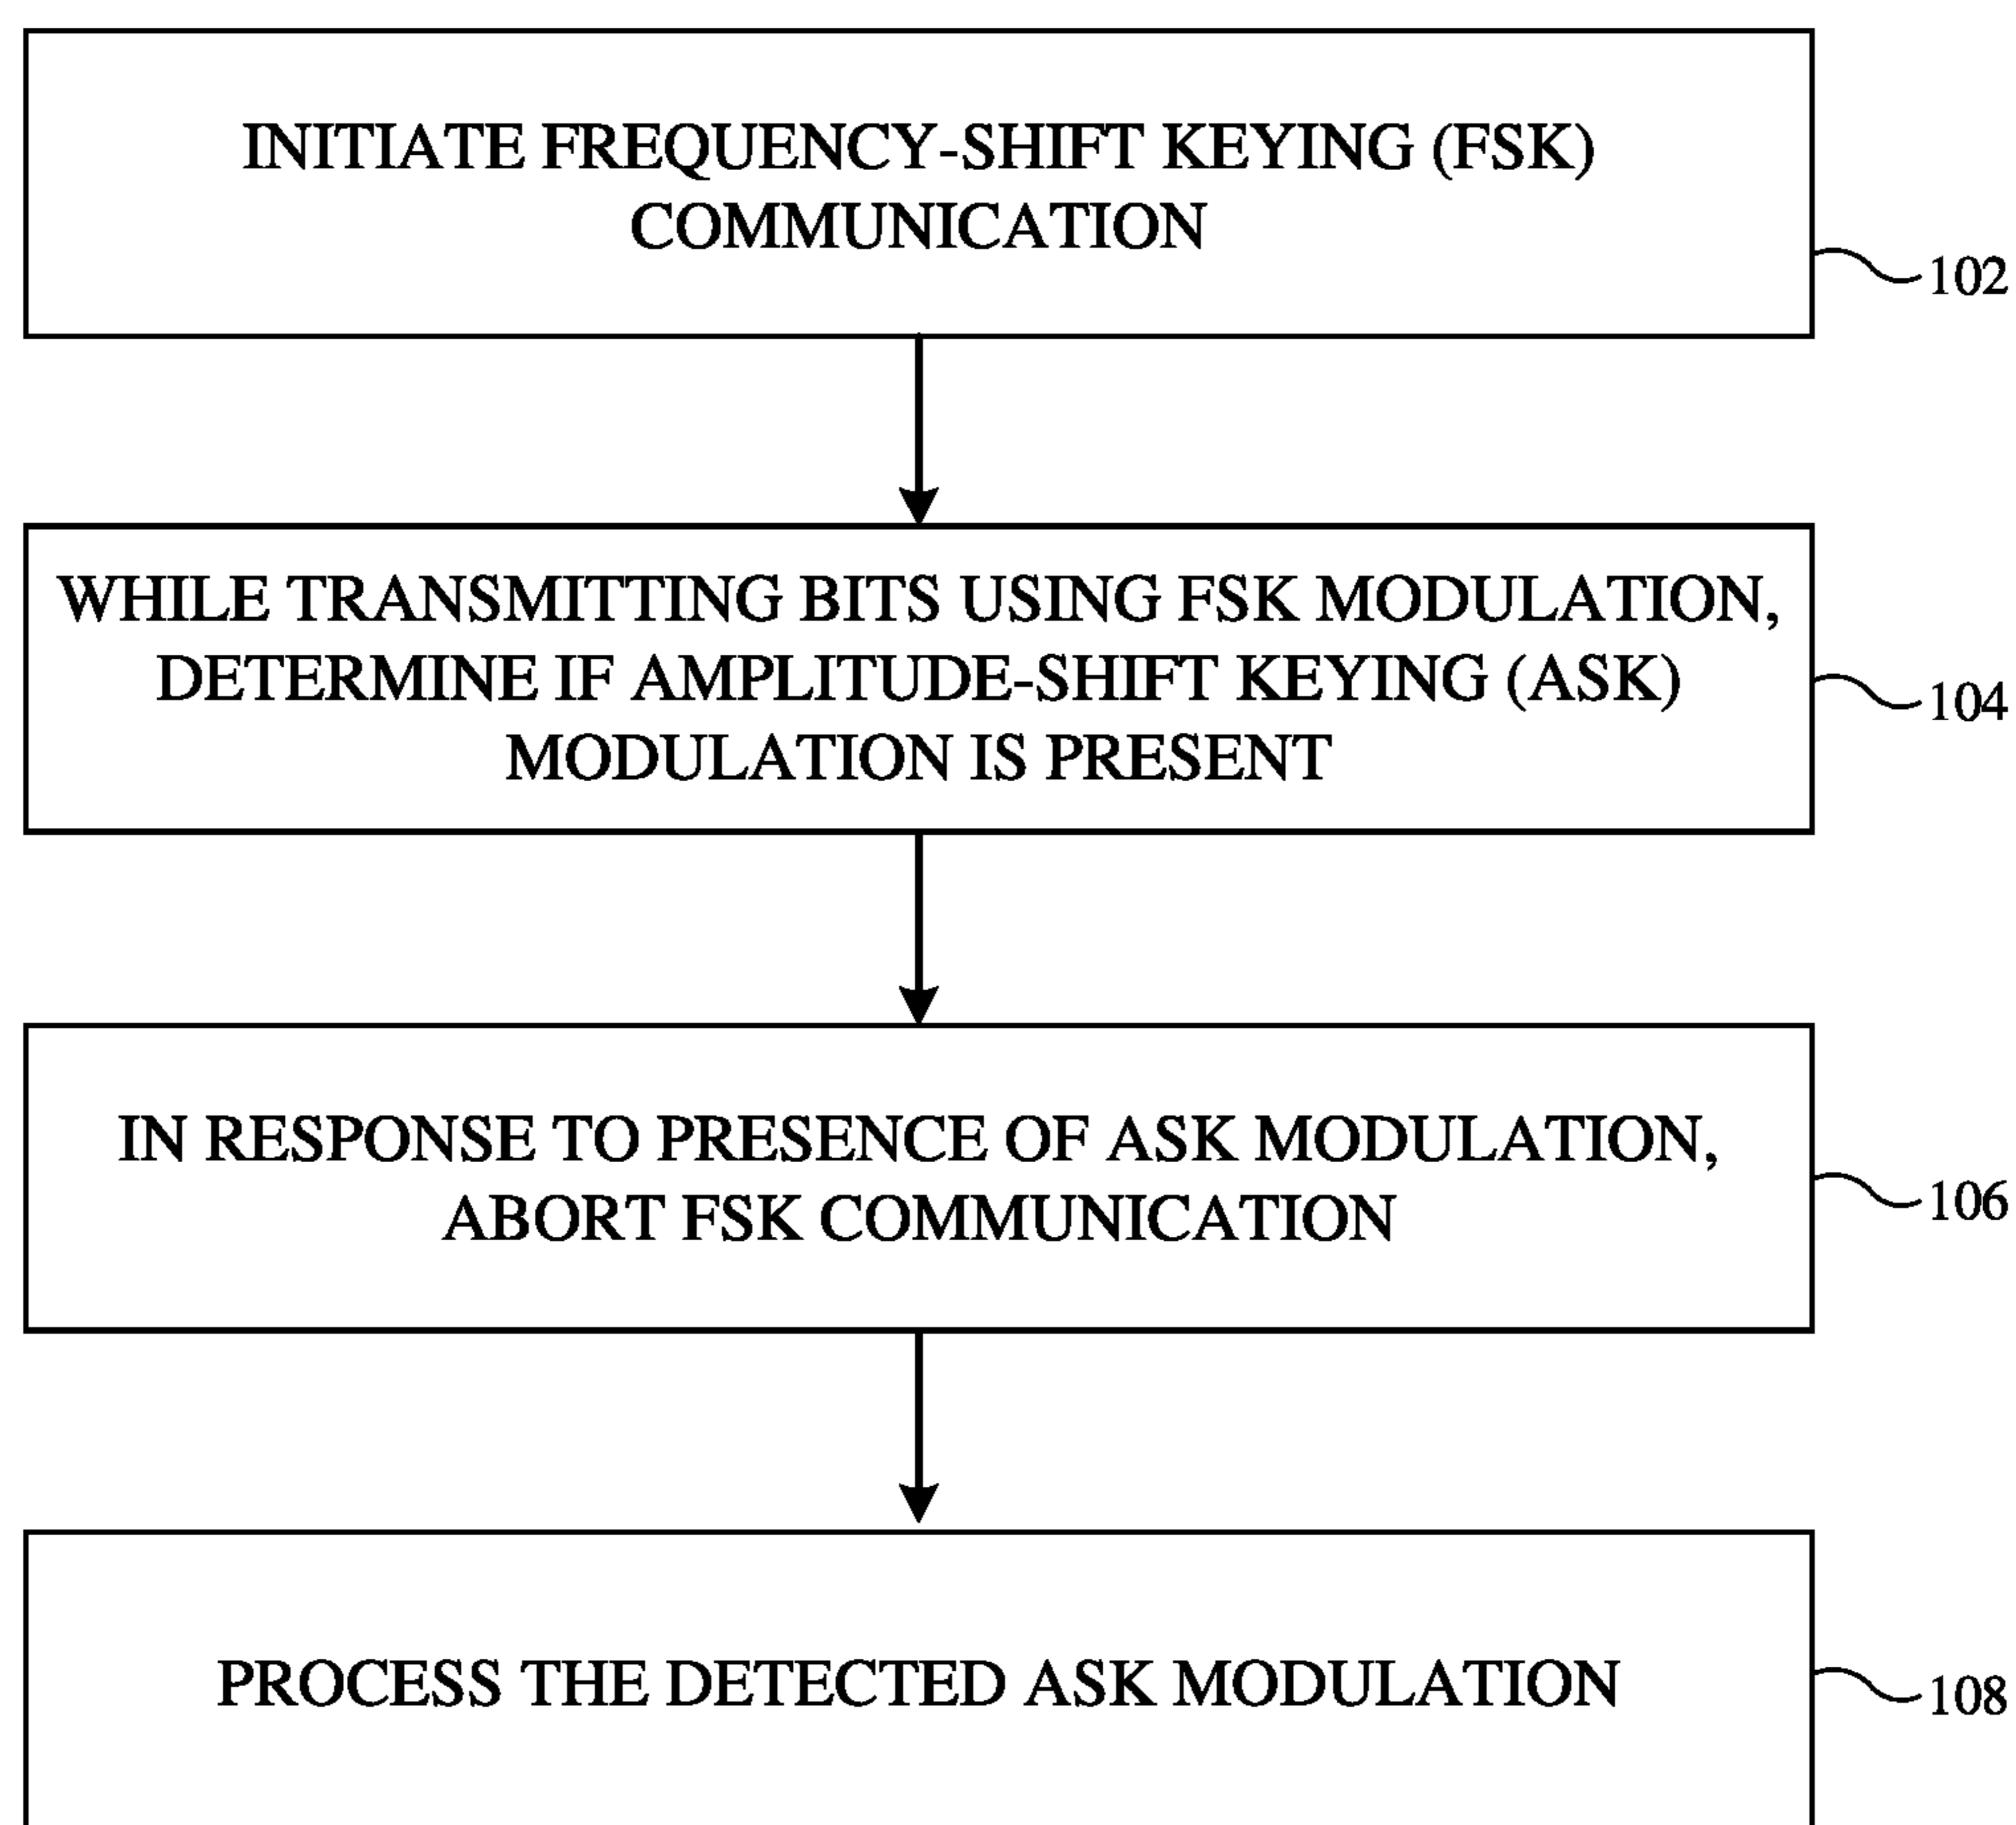 INITIATE FREQUENCY-SHIFT KEYING (FSK)
COMMUNICATION
102
WHILE TRANSMITTING BITS USING FSK MODULATION,
DETERMINE IF AMPLITUDE-SHIFT KEYING (ASK)
MODULATION IS PRESENT
104
IN RESPONSE TO PRESENCE OF ASK MODULATION,
ABORT FSK COMMUNICATION
106
PROCESS THE DETECTED ASK MODULATION
108